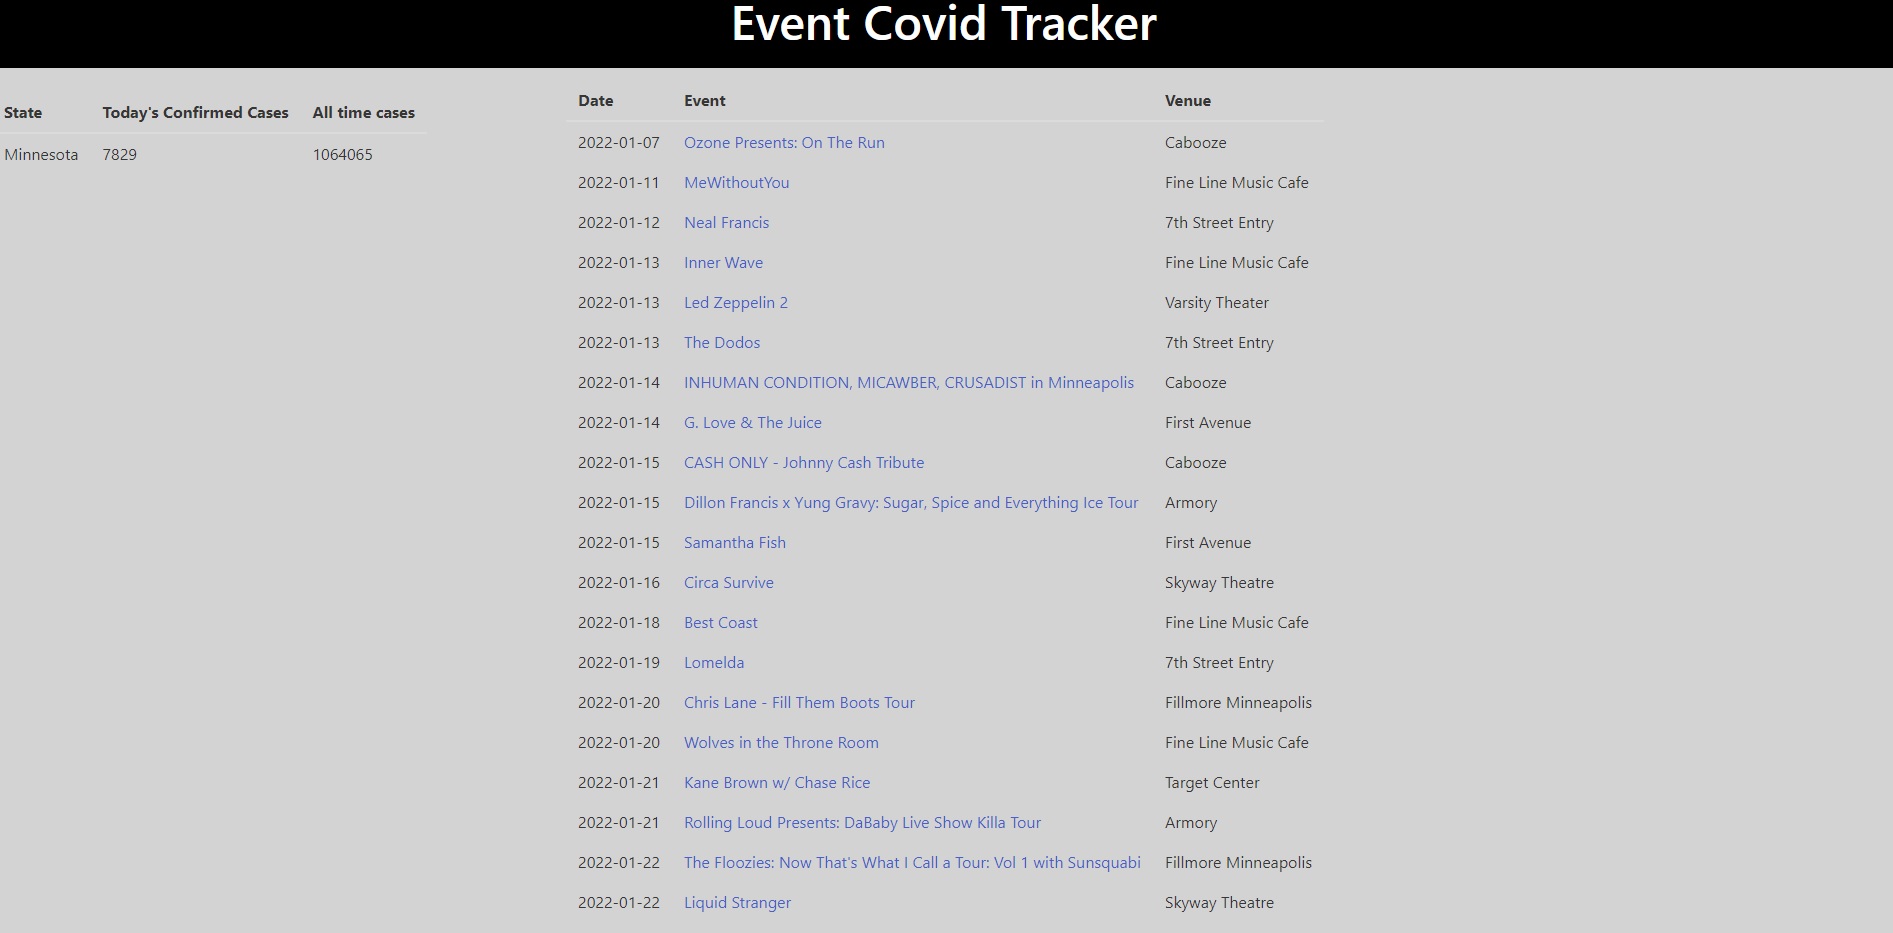 Event Covid Tracker
State Today's Confirmed Cases All time cases
Minnesota 7829 1064065
Date Event Venue
2022-01-07 Ozone Presents: On The Run Cabooze
2022-01-11 MeWithoutYou Fine Line Music Cafe
2022-01-12 Neal Francis 7th Street Entry
2022-01-13 Inner Wave Fine Line Music Cafe
2022-01-13 Led Zeppelin 2 Varsity Theater
2022-01-13 The Dodos 7th Street Entry
2022-01-14 INHUMAN CONDITION, MICAWBER, CRUSADIST in Minneapolis Cabooze
2022-01-14 G. Love & The Juice First Avenue
2022-01-15 CASH ONLY - Johnny Cash Tribute Cabooze
2022-01-15 Dillon Francis x Yung Gravy: Sugar, Spice and Everything Ice Tour Armory
2022-01-15 Samantha Fish First Avenue
2022-01-16 Circa Survive Skyway Theatre
2022-01-18 Best Coast Fine Line Music Cafe
2022-01-19 Lomelda 7th Street Entry
2022-01-20 Chris Lane - Fill Them Boots Tour Fillmore Minneapolis
2022-01-20 Wolves in the Throne Room Fine Line Music Cafe
2022-01-21 Kane Brown w/ Chase Rice Target Center
2022-01-21 Rolling Loud Presents: DaBaby Live Show Killa Tour Armory
2022-01-22 The Floozies: Now That's What I Call a Tour: Vol 1 with Sunsquabi Fillmore Minneapolis
2022-01-22 Liquid Stranger Skyway Theatre